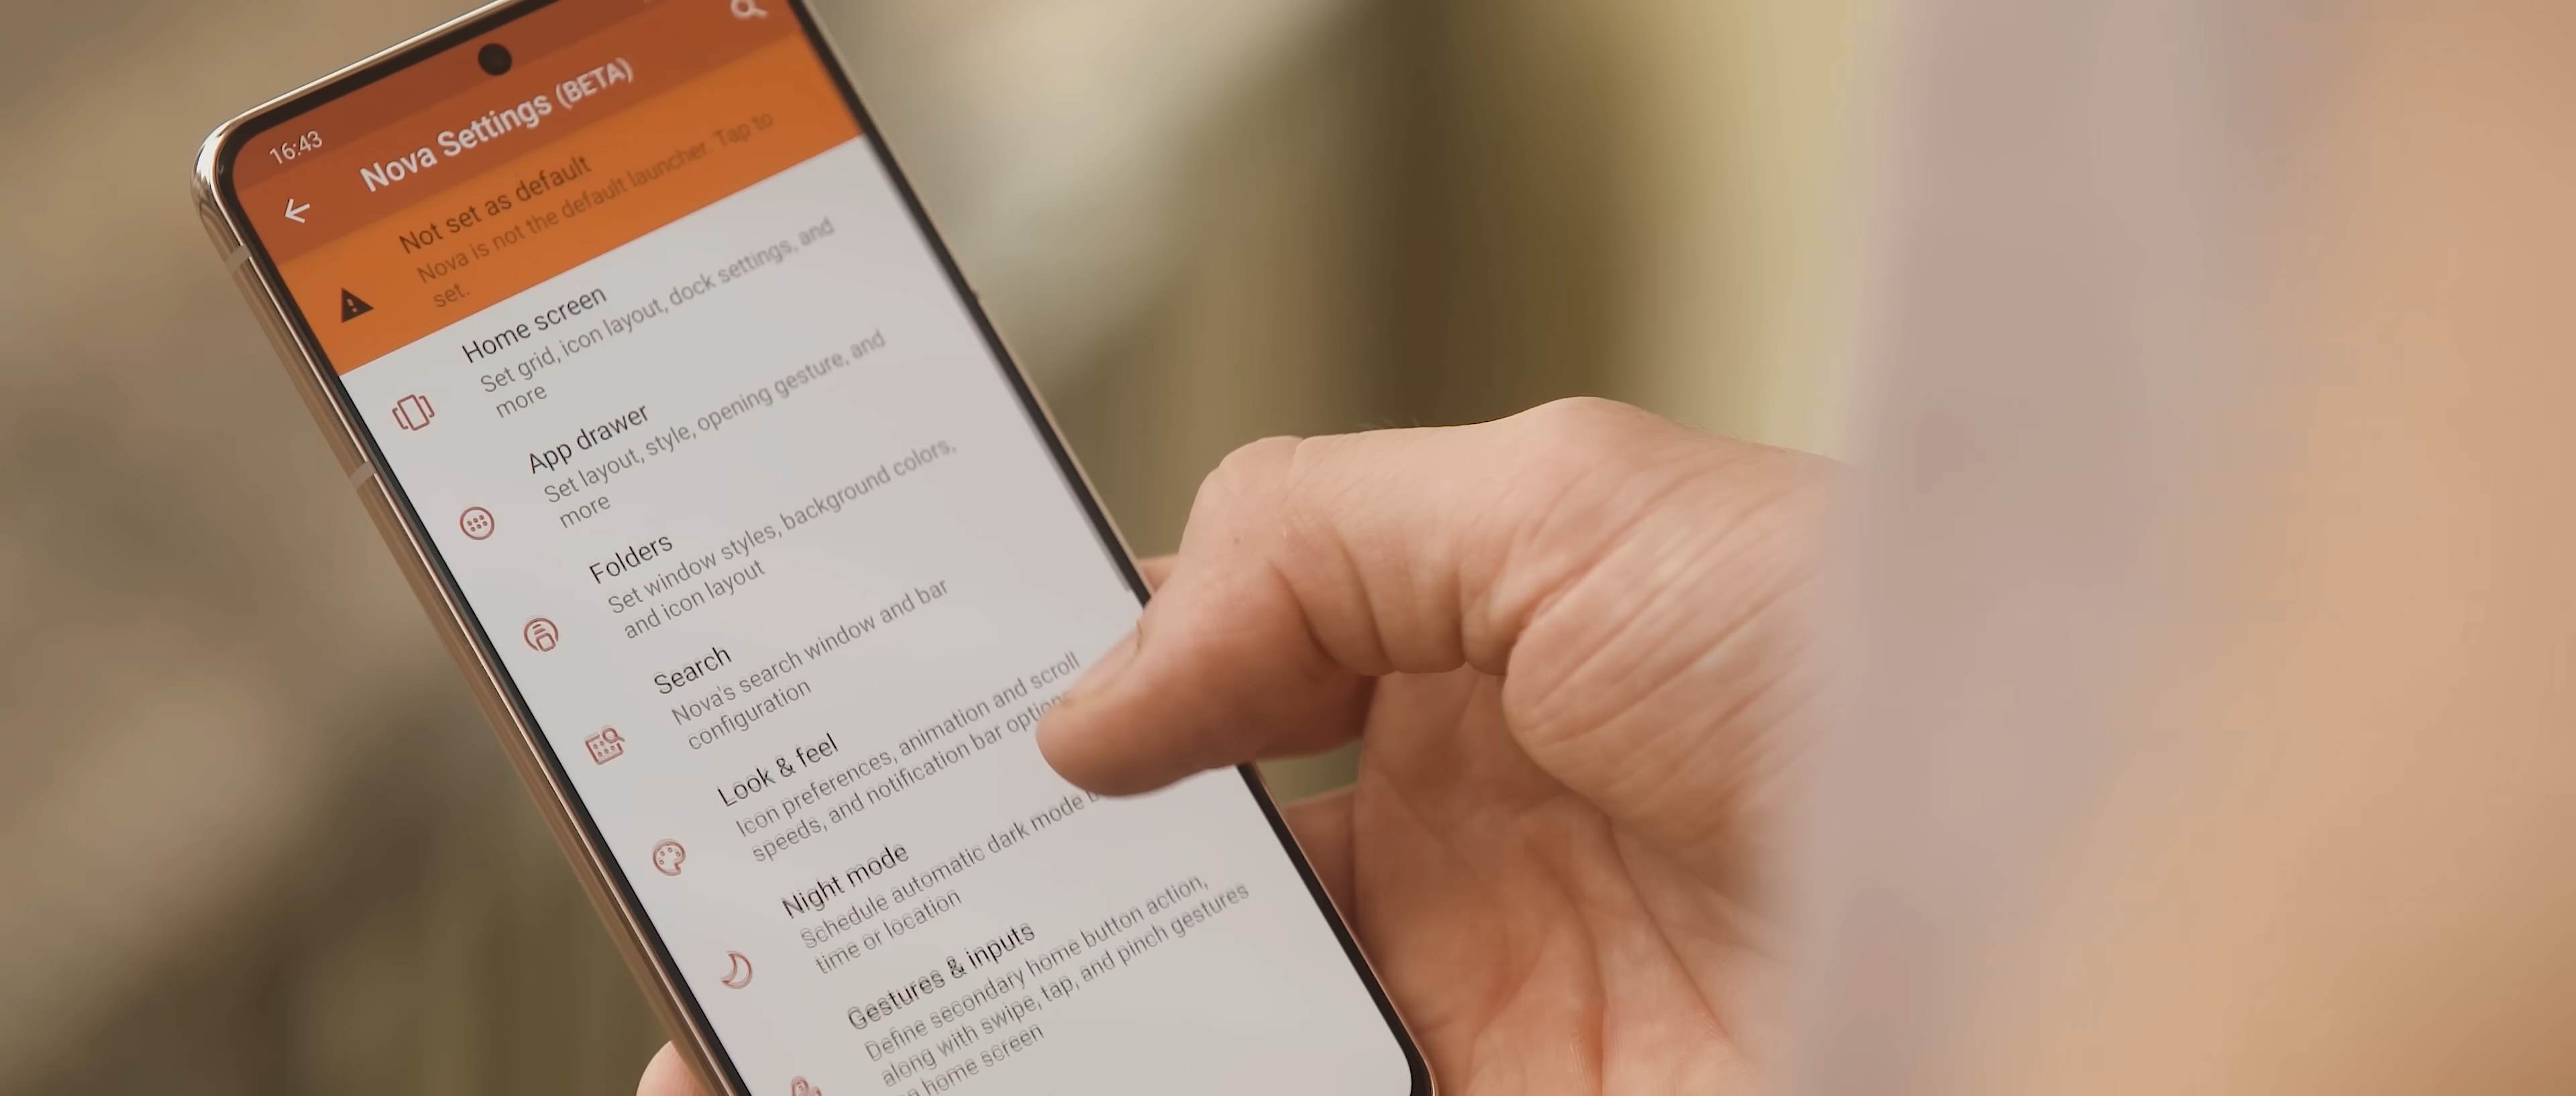 16:43
Nova Settings (BETA)
Not set as default
Nova is not the default launcher. Tap to
set.
Home screen
Set grid, icon layout, dock settings, and
more
App drawer
Set layout, style, opening gesture, and
more
Folders
Set window styles, background colors,
and icon layout
Search
Nova's search window and bar
configuration
Look & feel
Icon preferences, animation and scroll
speeds, and notification bar options
Night mode
Schedule automatic dark mode
time or location
Gestures & inputs
Define secondary home button action,
along with swipe, tap, and pinch gestures
home screen